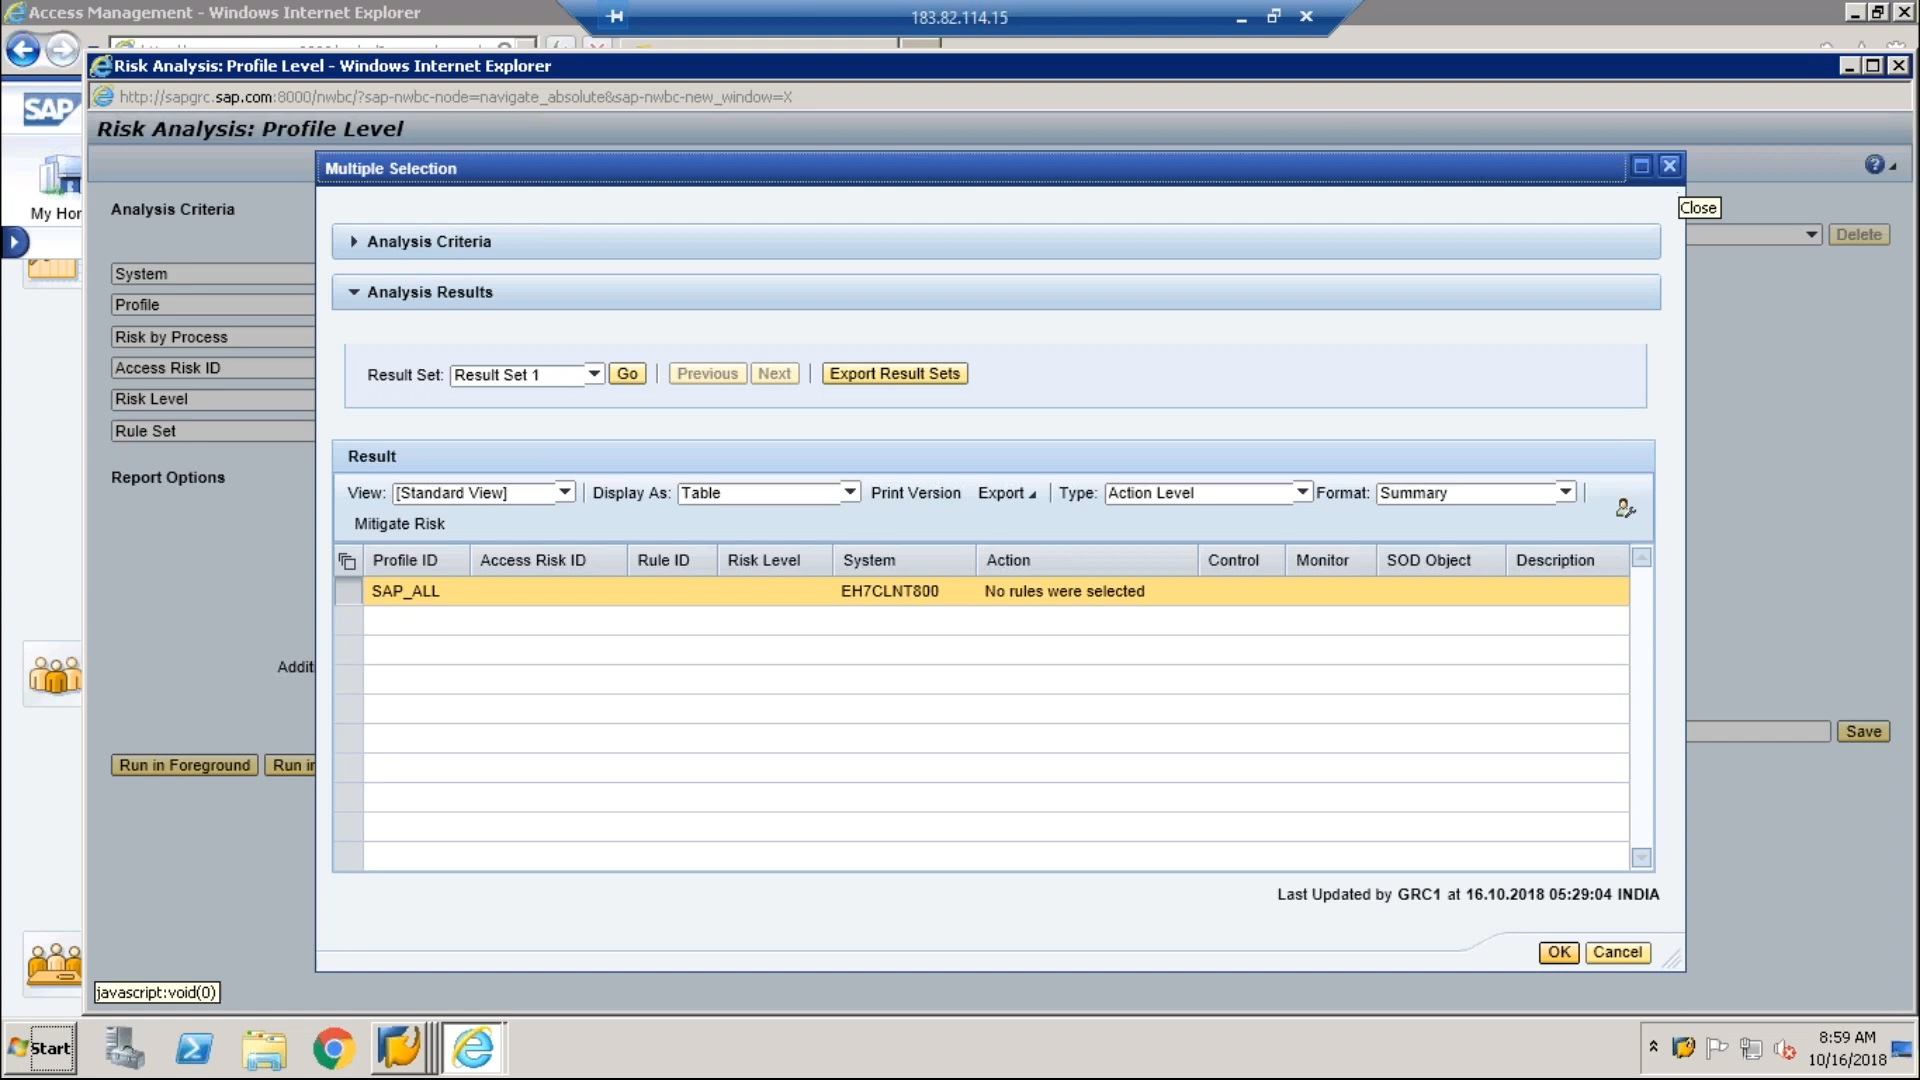 Access Management - Windows Internet Explorer
183.82.114.15
Risk Analysis: Profile Level - Windows Internet Explorer
http://sapgrc.sap.com:8000/nwbc/?sap-nwbc-node=navigate_absolute&sap-nwbc-new_window=X
SAP
Risk Analysis: Profile Level
Multiple Selection
Close
My Hor
Analysis Criteria
Delete
System
Profile
Risk by Process
Access Risk ID
Risk Level
Rule Set
Report Options
Addit
Run in Foreground Run in
Save
Analysis Criteria
Analysis Results
Result Set: Result Set 1 Go Previous Next Export Result Sets
Result
View: [Standard View] Display As: Table Print Version Export Type: Action Level Format: Summary
Mitigate Risk
Profile ID Access Risk ID Rule ID Risk Level System Action Control Monitor SOD Object Description
SAP_ALL EH7CLNT800 No rules were selected
Last Updated by GRC1 at 16.10.2018 05:29:04 INDIA
OK Cancel
javascript:void(0)
Start
8:59 AM
10/16/2018